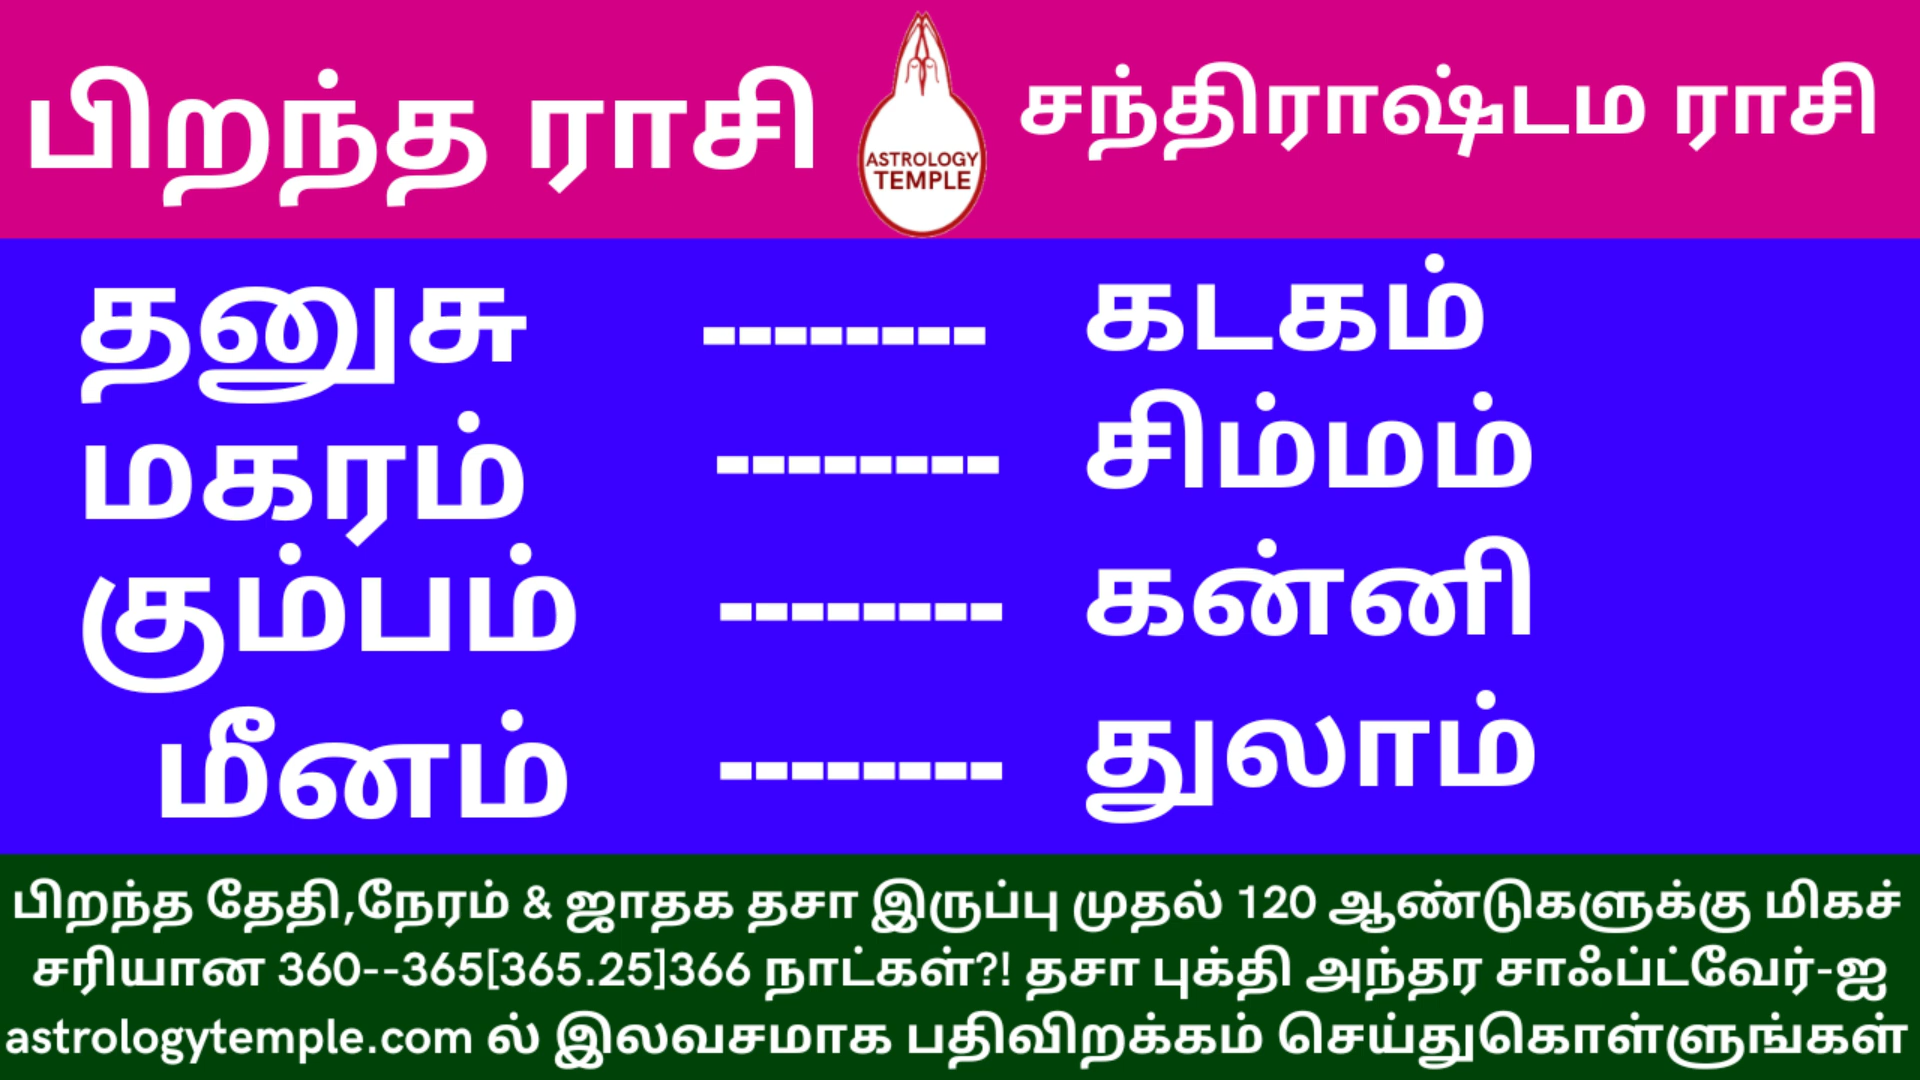 பிறந்த ராசி
ASTROLOGY
TEMPLE
சந்திராஷ்டம ராசி
தனுசு -------- கடகம்
மகரம் -------- சிம்மம்
கும்பம் -------- கன்னி
மீனம் -------- துலாம்
பிறந்த தேதி,நேரம் & ஜாதக தசா இருப்பு முதல் 120 ஆண்டுகளுக்கு மிகச்
சரியான 360--365[365.25]366 நாட்கள்?! தசா புக்தி அந்தர சாஃப்ட்வேர்-ஐ
astrologytemple.com ல் இலவசமாக பதிவிறக்கம் செய்துகொள்ளுங்கள்